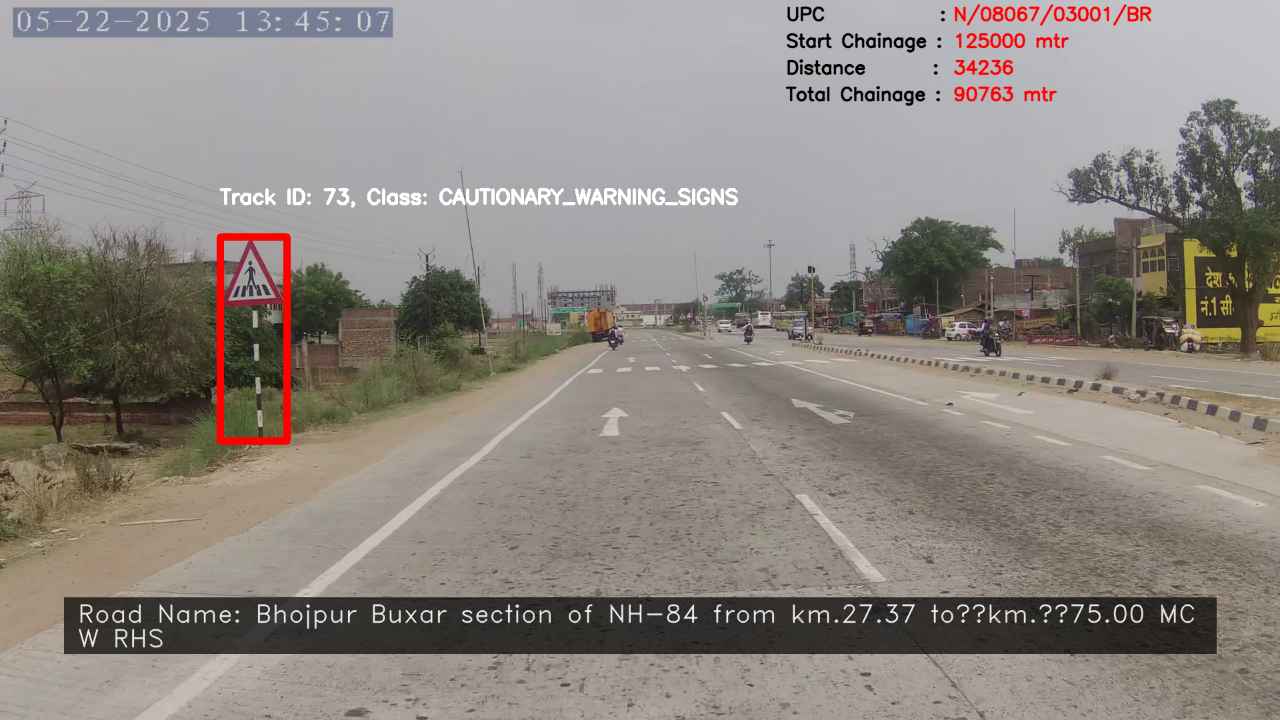 05-22-2025 13:45:07
UPC : N/08067/03001/BR
Start Chainage : 125000 mtr
Distance : 34236
Total Chainage : 90763 mtr
Track ID: 73, Class: CAUTIONARY_WARNING_SIGNS
देश
नं.1 सी
Road Name: Bhojpur Buxar section of NH-84 from km.27.37 to??km.??75.00 MC
W RHS